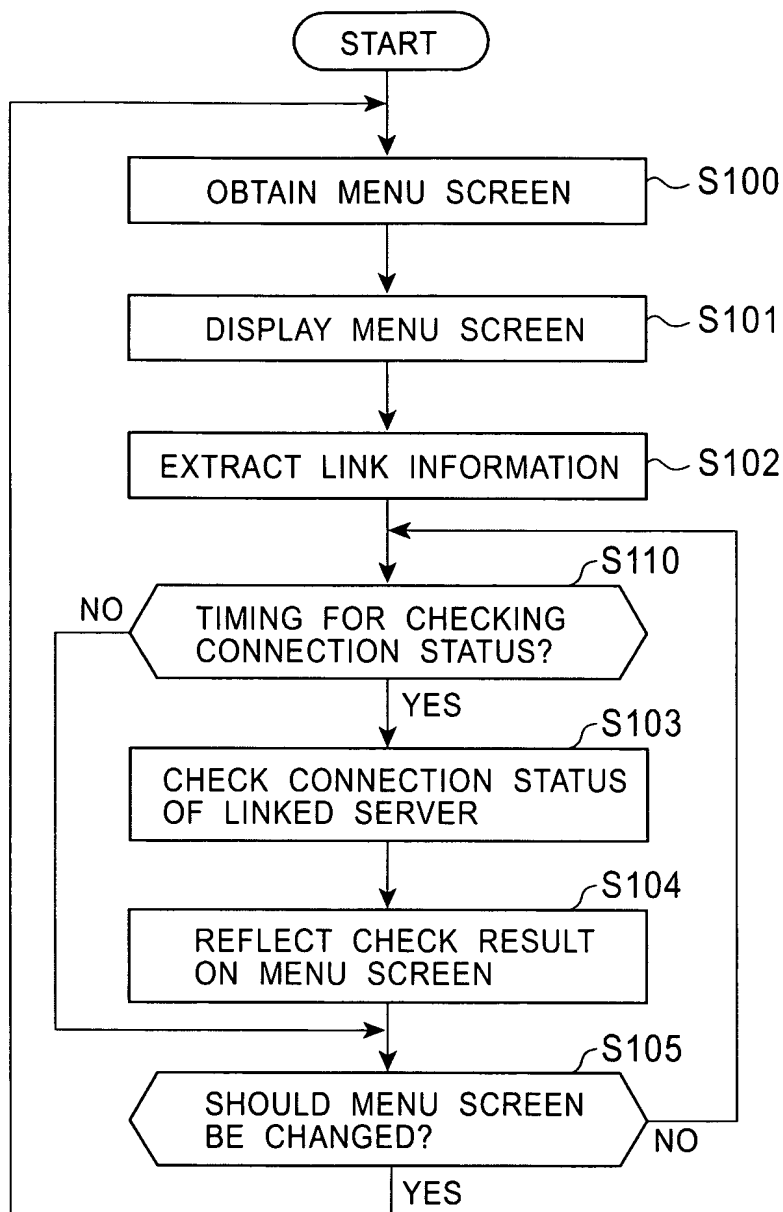 START
OBTAIN MENU SCREEN
S100
DISPLAY MENU SCREEN
S101
EXTRACT LINK INFORMATION
S102
S110
NO
TIMING FOR CHECKING
CONNECTION STATUS?
YES
S103
CHECK CONNECTION STATUS
OF LINKED SERVER
S104
REFLECT CHECK RESULT
ON MENU SCREEN
S105
SHOULD MENU SCREEN
BE CHANGED?
NO
YES